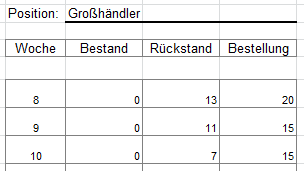 Position: Großhändler
Woche Bestand Rückstand Bestellung
8 0 13 20
9 0 11 15
10 0 7 15